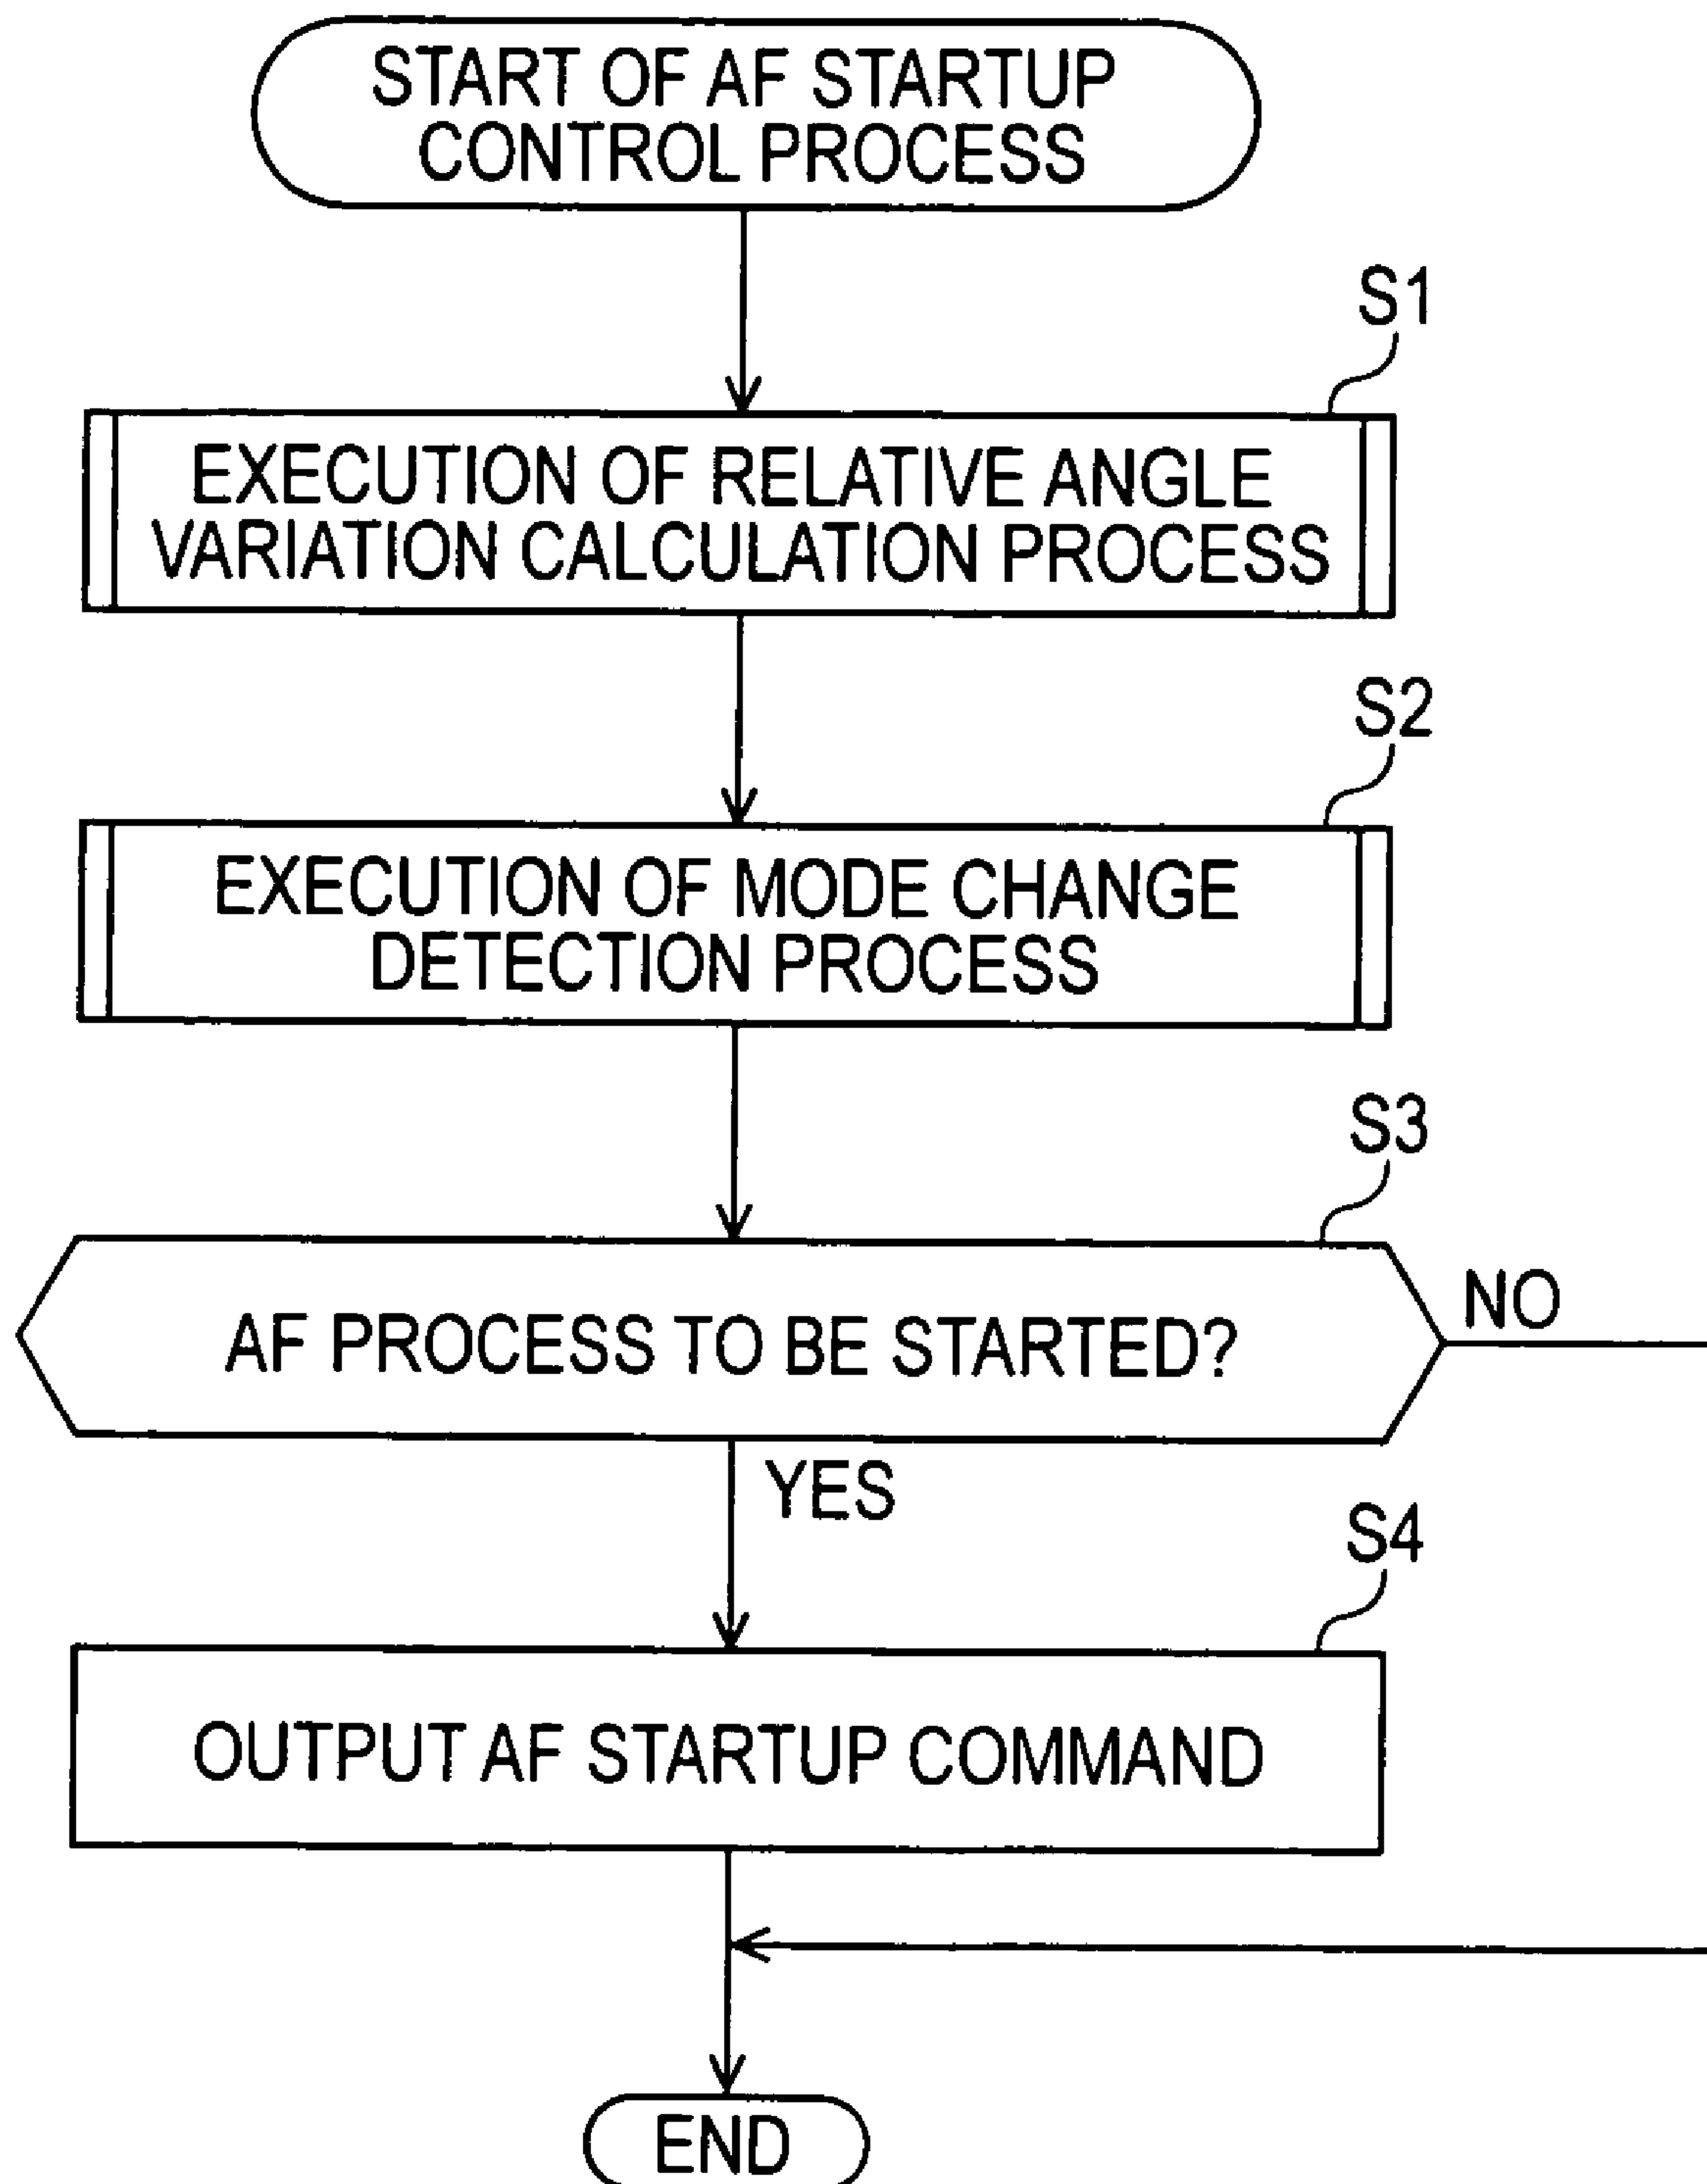 START OF AF STARTUP
CONTROL PROCESS
S1
EXECUTION OF RELATIVE ANGLE
VARIATION CALCULATION PROCESS
S2
EXECUTION OF MODE CHANGE
DETECTION PROCESS
S3
AF PROCESS TO BE STARTED?
NO
YES
S4
OUTPUT AF STARTUP COMMAND
END